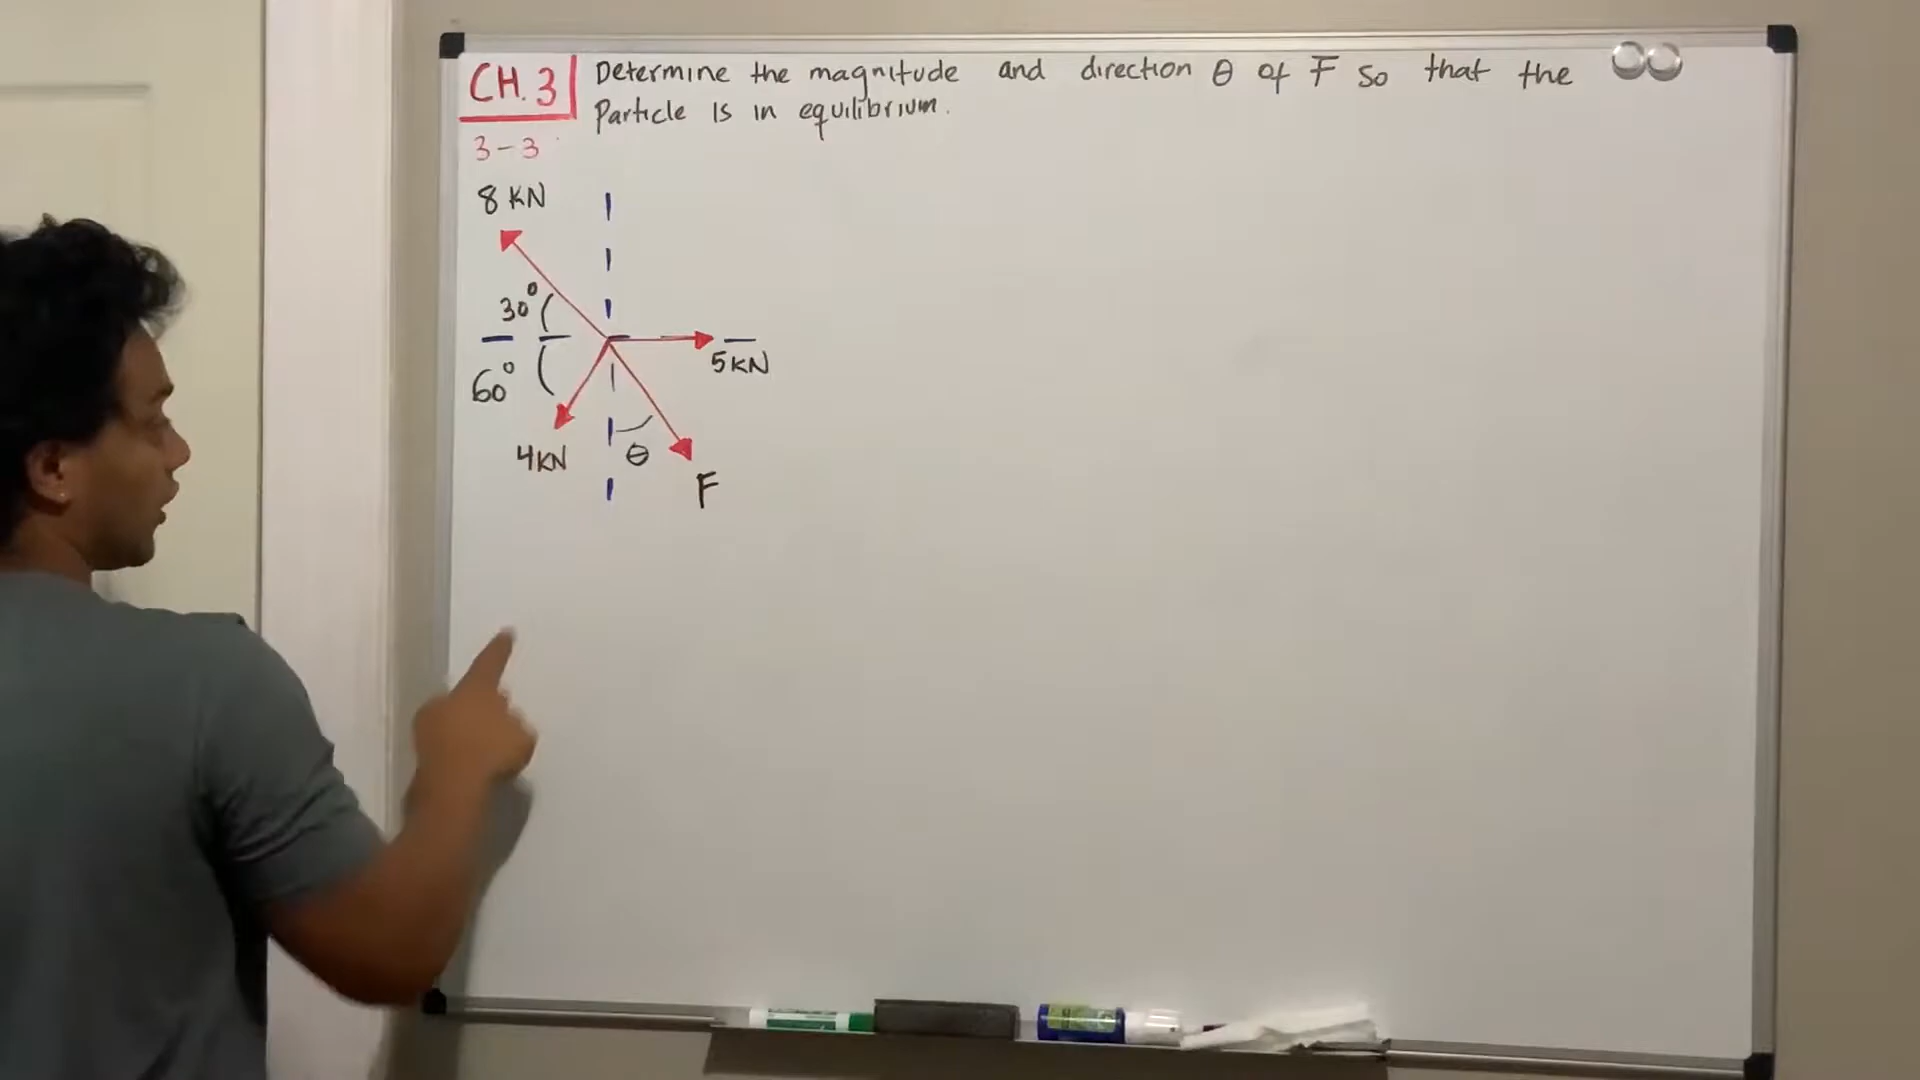 CH. 3
Determine the magnitude and direction θ of F so that the
Particle is in equilibrium.
3-3
8 KN
30°
5KN
60°
4KN
θ
F